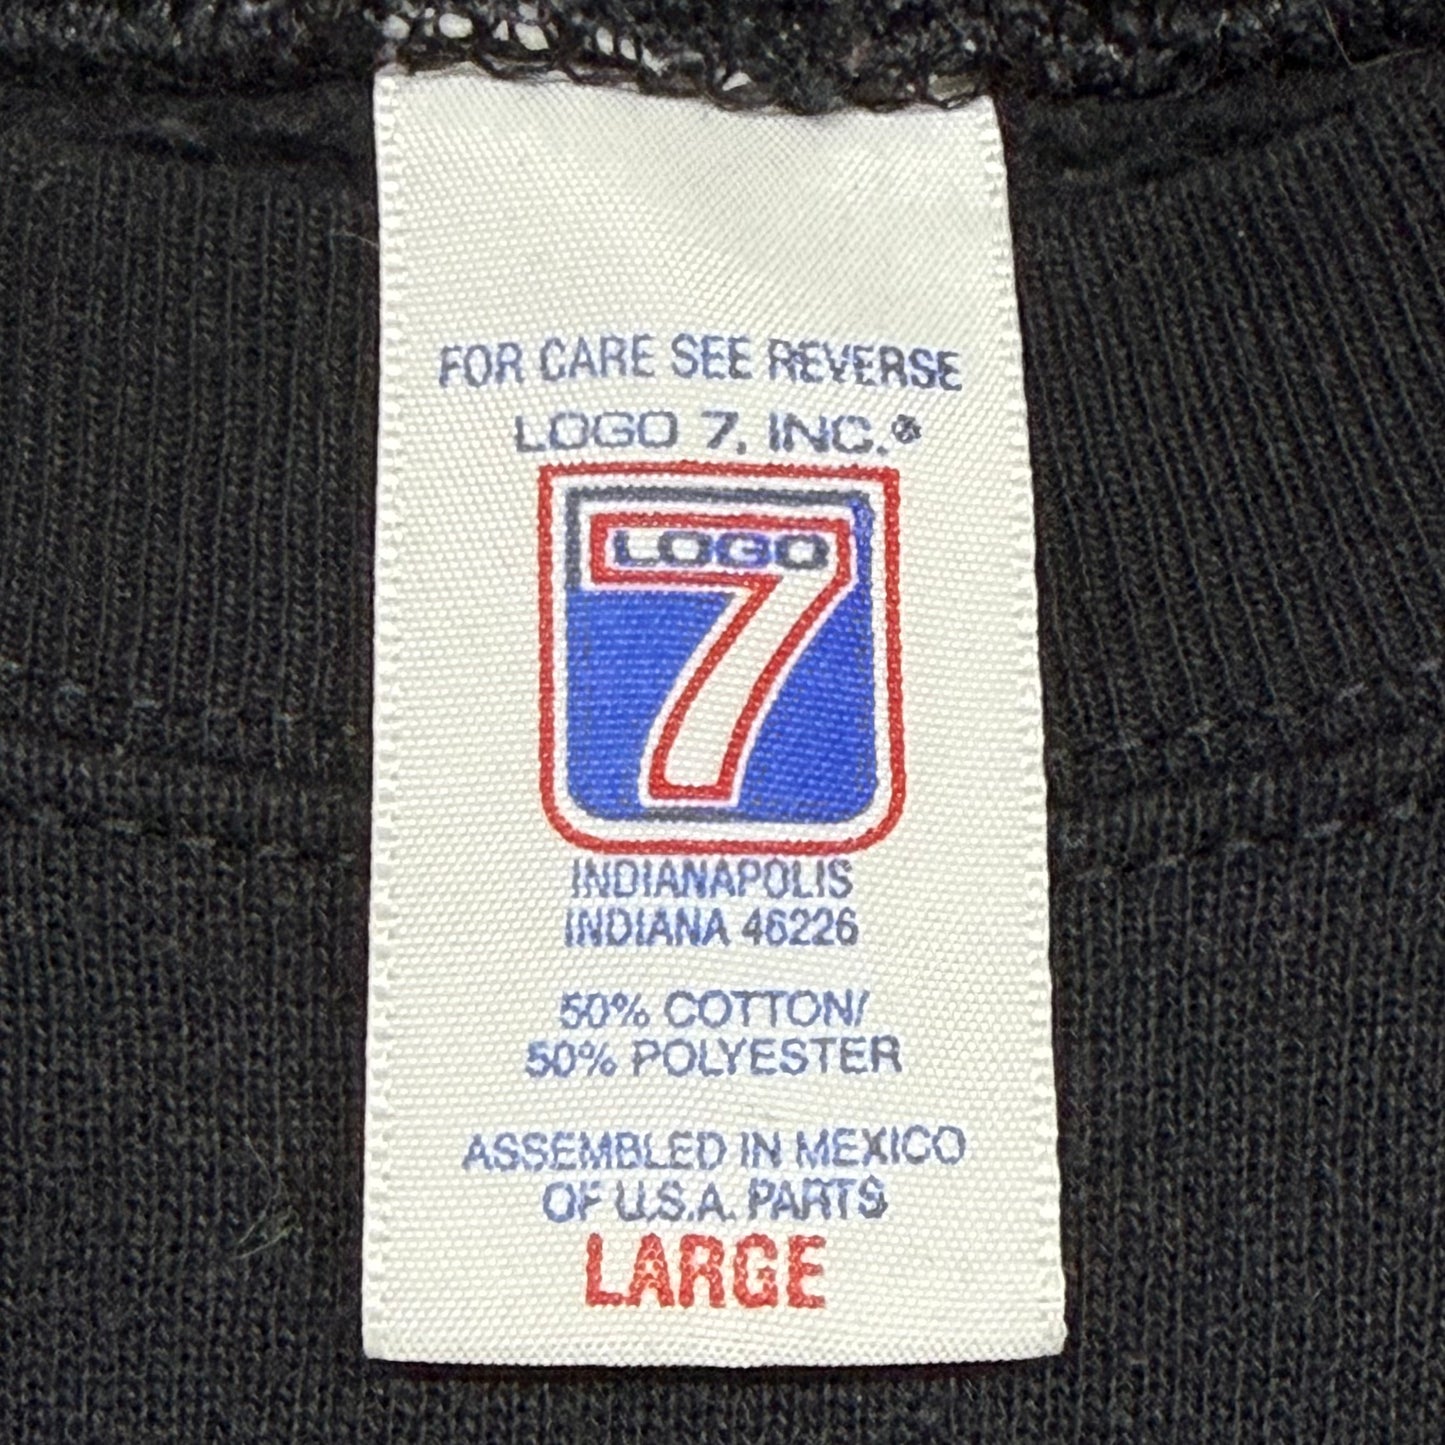 FOR CARE SEE REVERSE
LOGO 7, INC.®
LOGO
7
INDIANAPOLIS
INDIANA 46226
50% COTTON/
50% POLYESTER
ASSEMBLED IN MEXICO
OF U.S.A. PARTS
LARGE